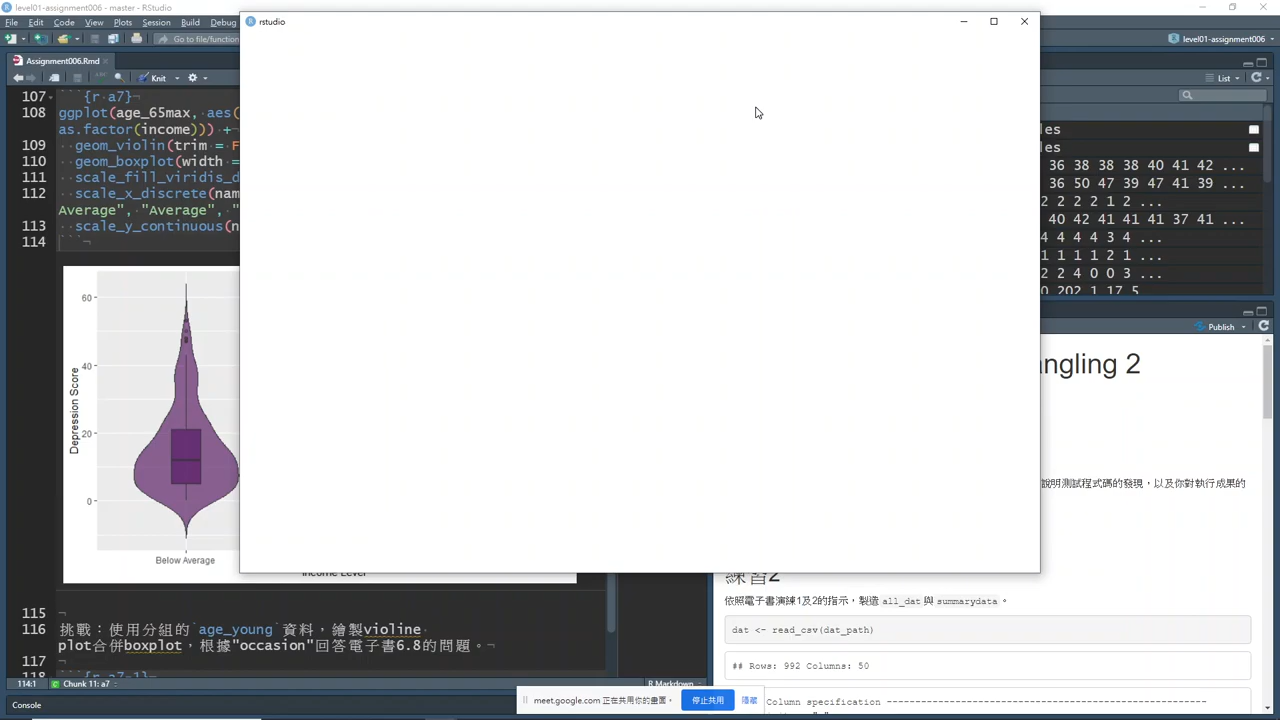 level01-assignment006 - master - RStudio
File Edit Code View Plots Session Build Debug
Go to file/function
level01-assignment006
rstudio
Assignment006.Rmd
Knit
List
107 ```{r a7}
108 ggplot(age_65max, aes(
as.factor(income))) +
109 geom_violin(trim = F
110 geom_boxplot(width =
111 scale_fill_viridis_d
112 scale_x_discrete(nam
Average", "Average", "
113 scale_y_continuous(n
114 ```
60
40
20
0
Depression Score
Below Average
Income Level
115
116 挑戰：使用分組的`age_young`資料，繪製violine
plot合併boxplot，根據"occasion"回答電子書6.8的問題。
117
118 ```{r a7-1}
114:1 Chunk 11: a7 R Markdown
Console
les
les
36 38 38 38 40 41 42 ...
36 50 47 39 47 41 39 ...
2 2 2 2 1 2 ...
40 42 41 41 41 37 41 ...
4 4 4 4 3 4 ...
1 1 1 1 2 1 ...
2 2 4 0 0 3 ...
0 202 1 17 5
Publish
angling 2
說明測試程式碼的發現，以及你對執行成果的
練習2
依照電子書演練1及2的指示，製造 all_dat 與 summarydata 。
dat <- read_csv(dat_path)
## Rows: 992 Columns: 50
Column specification
meet.google.com 正在共用你的畫面。 停止共用 隱藏